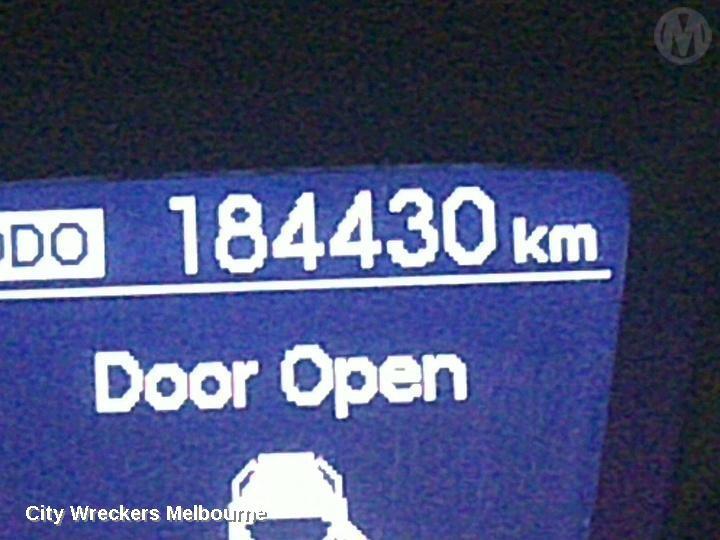 ODO 184430 km
Door Open
City Wreckers Melbourne
M